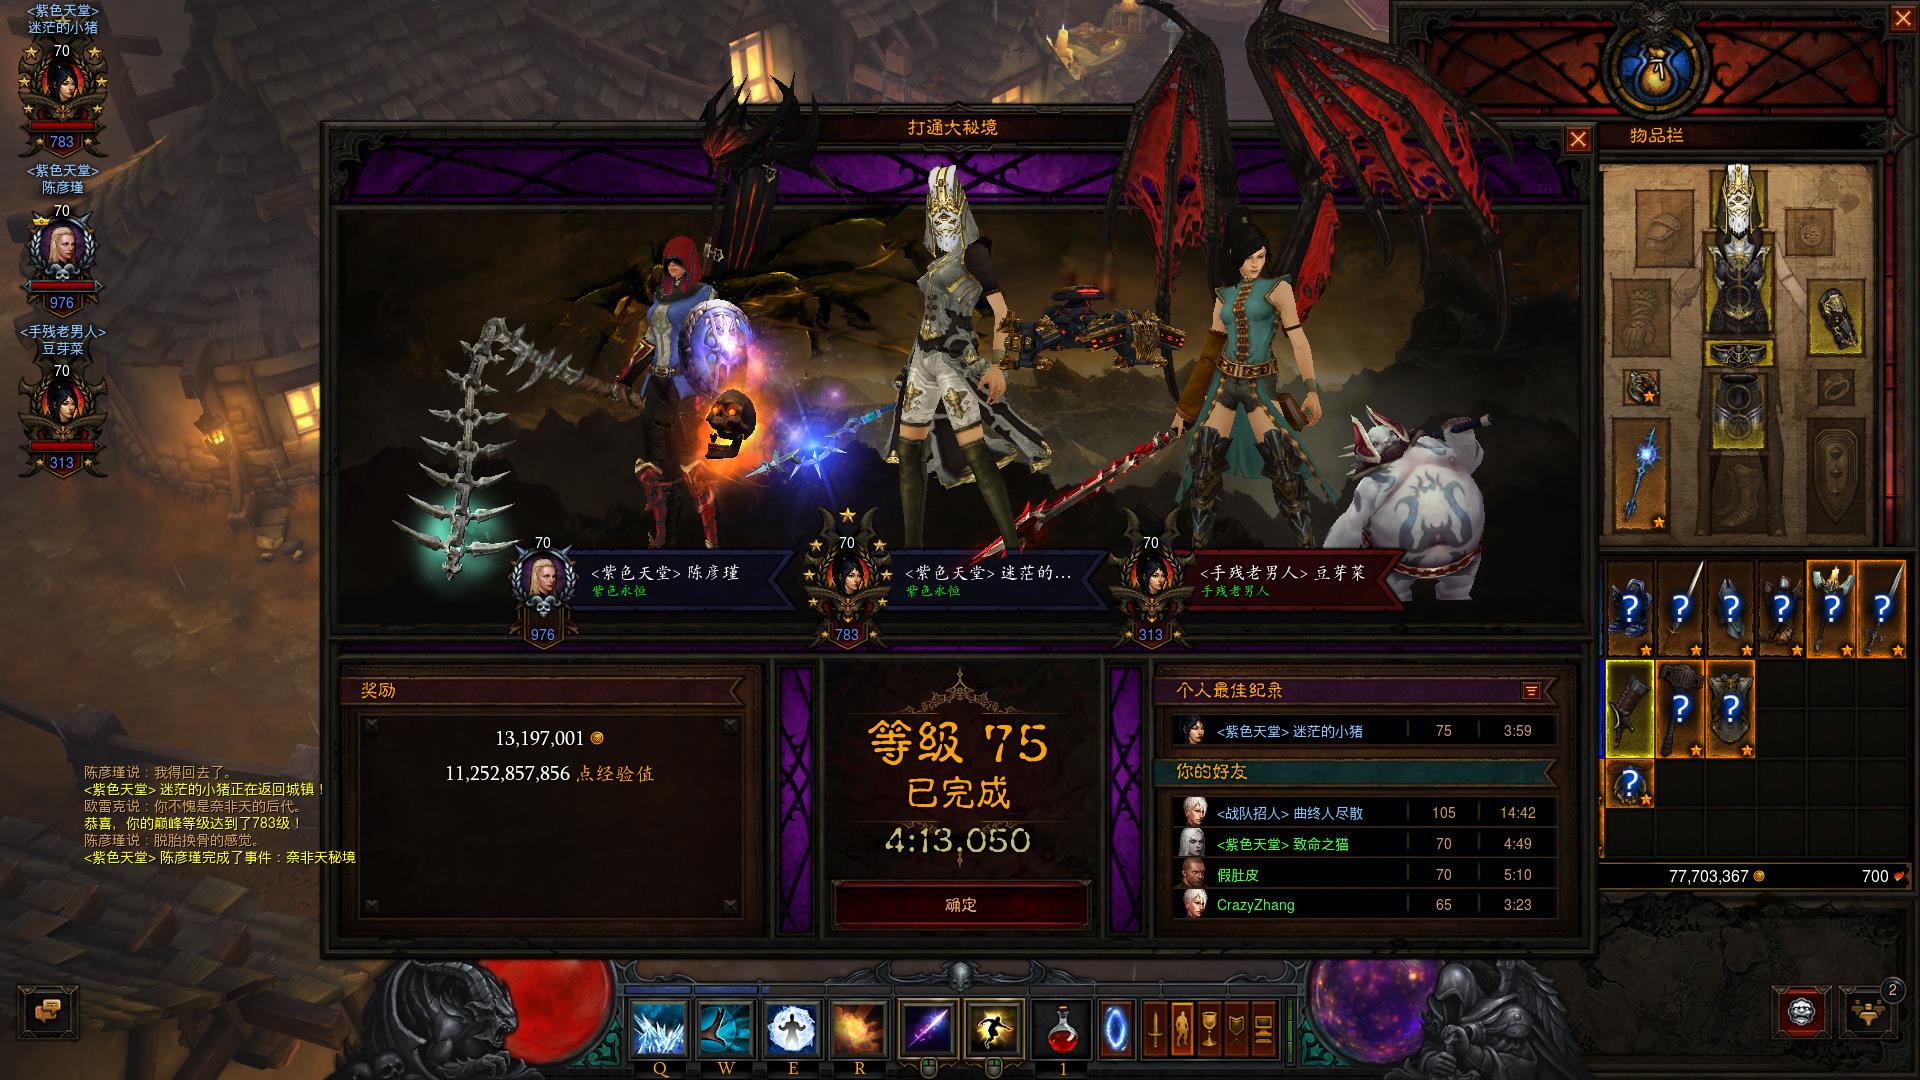 <紫色天堂>
迷茫的小猪
70
783
<紫色天堂>
陈彦瑾
70
976
<手残老男人>
豆芽菜
70
313
打通大秘境
物品栏
70
<紫色天堂> 陈彦瑾
紫色永恒
976
70
<紫色天堂> 迷茫的...
紫色永恒
783
70
<手残老男人> 豆芽菜
手残老男人
313
奖励
13,197,001
11,252,857,856 点经验值
等级 75
已完成
4:13.050
确定
个人最佳纪录
<紫色天堂> 迷茫的小猪 75 3:59
你的好友
<战队招人> 曲终人尽散 105 14:42
<紫色天堂> 致命之猫 70 4:49
假肚皮 70 5:10
CrazyZhang 65 3:23
陈彦瑾说：我得回去了。
<紫色天堂> 迷茫的小猪正在返回城镇！
欧雷克说：你不愧是奈非天的后代。
恭喜，你的巅峰等级达到了783级！
陈彦瑾说：脱胎换骨的感觉。
<紫色天堂> 陈彦瑾完成了事件：奈非天秘境
? ? ? ? ? ?
? ?
?
77,703,367 700
2
Q W E R 1